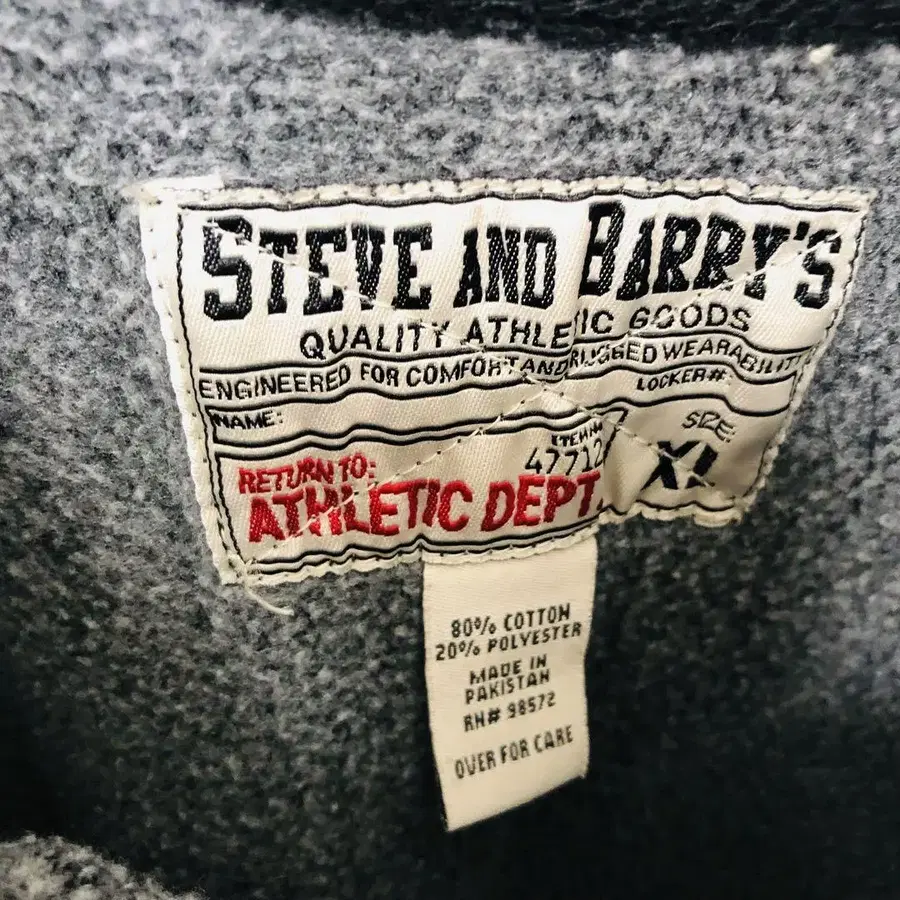 STEVE AND BARRY'S
QUALITY ATHLETIC GOODS
ENGINEERED FOR COMFORT AND RUGGED WEARABILITY
LOCKER#:
NAME:
ITEM#
47712
SIZE:
XL
RETURN TO:
ATHLETIC DEPT.
80% COTTON
20% POLYESTER
MADE IN
PAKISTAN
RN# 98572
OVER FOR CARE